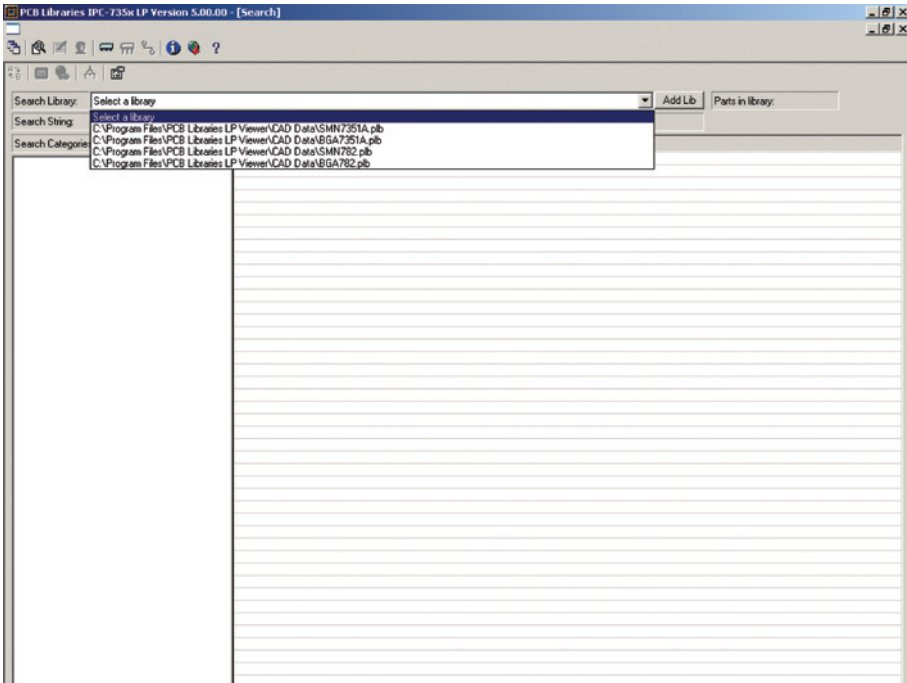 PCB Libraries IPC-735x LP Version 5.00.00 - [Search]
?
Search Library: Select a library Add Lib Parts in library:
Search String: Select a library
C:\Program Files\PCB Libraries LP Viewer\CAD Data\SMN7351A.plb
Search Categorie C:\Program Files\PCB Libraries LP Viewer\CAD Data\BGA7351A.plb
C:\Program Files\PCB Libraries LP Viewer\CAD Data\SMN782.plb
C:\Program Files\PCB Libraries LP Viewer\CAD Data\BGA782.plb